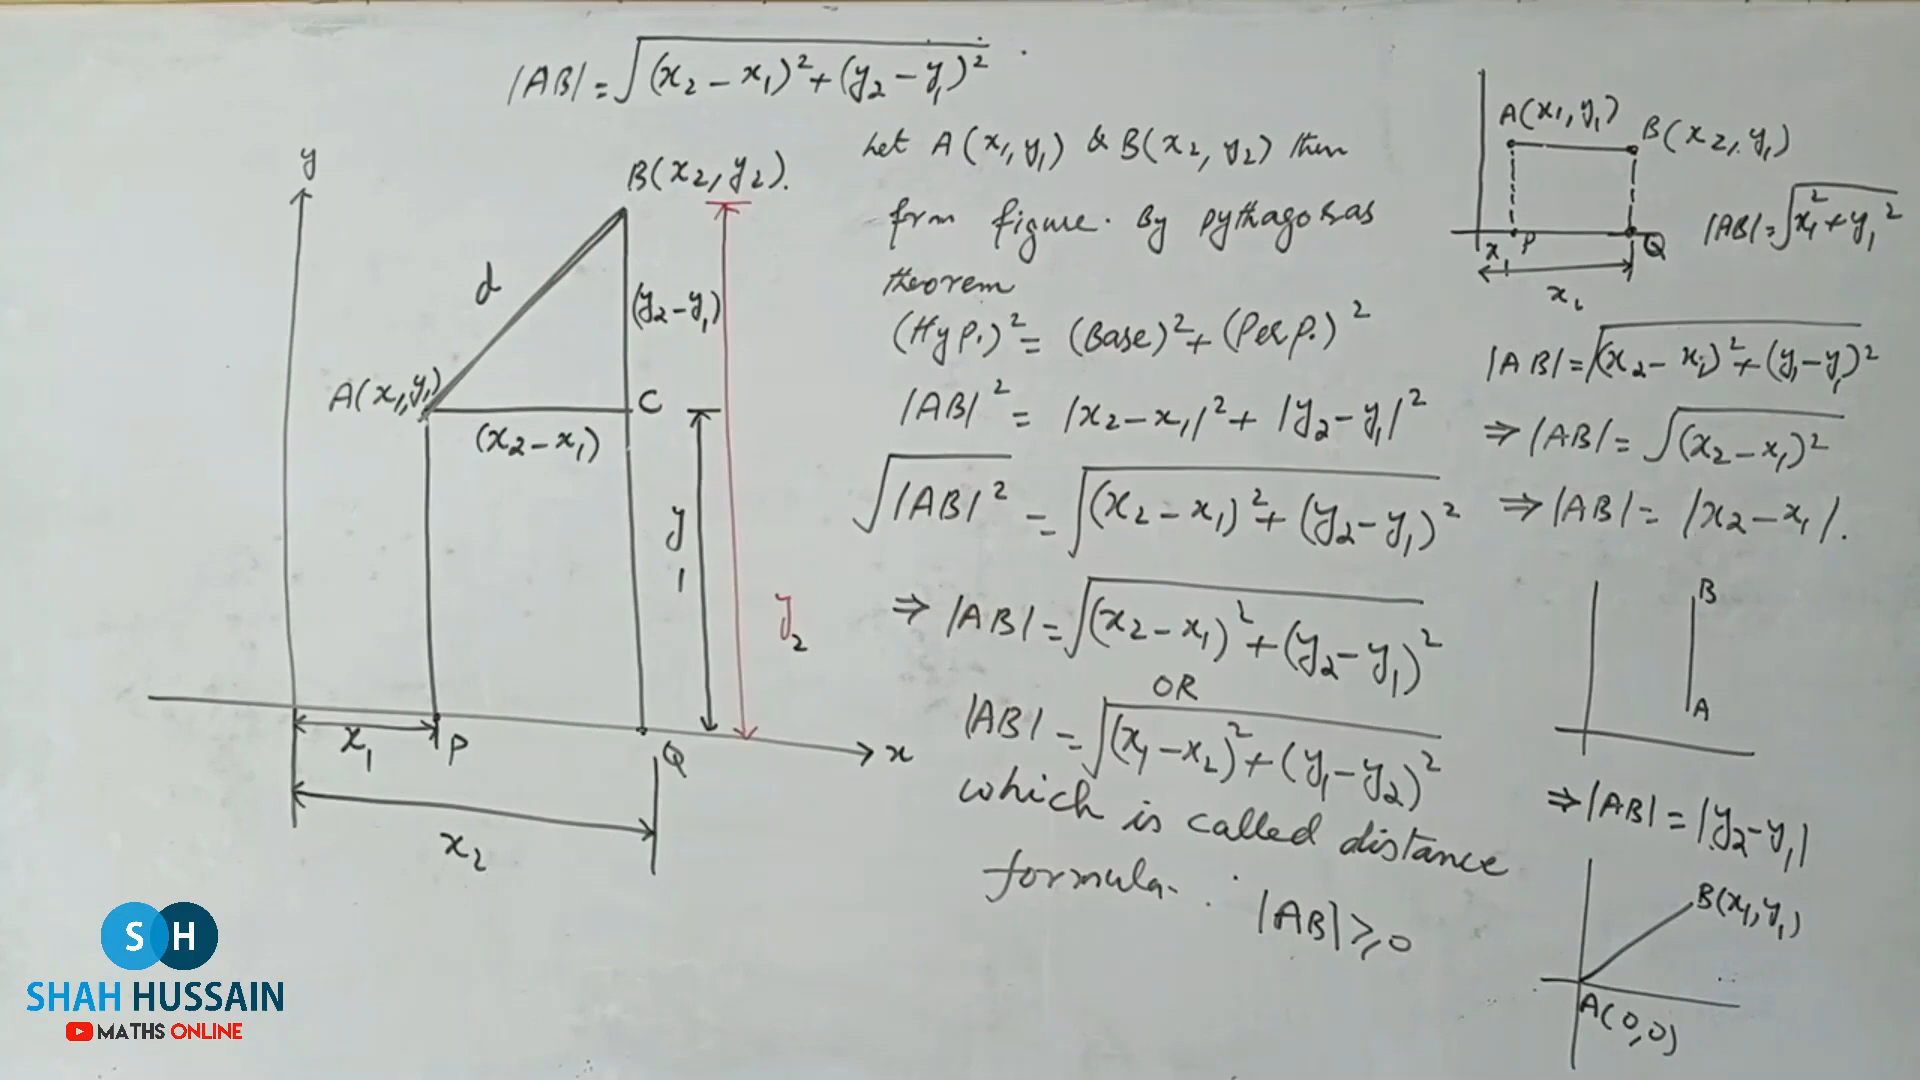 |AB| = √(x₂ - x₁)² + (y₂ - y₁)²
y
B(x₂, y₂).
d
(y₂ - y₁)
A(x₁, y₁)
C
(x₂ - x₁)
y₁
y₂
x₁
P
Q
x
x₂
Let A(x₁, y₁) & B(x₂, y₂) then
from figure. By pythagoras
theorem
(Hyp.)² = (Base)² + (Perp.)²
|AB|² = |x₂ - x₁|² + |y₂ - y₁|²
√|AB|² = √(x₂ - x₁)² + (y₂ - y₁)²
⇒ |AB| = √(x₂ - x₁)² + (y₂ - y₁)²
OR
|AB| = √(x₁ - x₂)² + (y₁ - y₂)²
which is called distance
formula.
|AB| ⩾ 0
A(x₁, y₁)
B(x₂, y₁)
|AB| = √x₁² + y₁²
x₁
P
Q
x₂
|AB| = √(x₂ - x₁)² + (y₁ - y₁)²
⇒ |AB| = √(x₂ - x₁)²
⇒ |AB| = |x₂ - x₁|.
B
A
⇒ |AB| = |y₂ - y₁|
B(x₁, y₁)
A(0,0)
S H
SHAH HUSSAIN
MATHS ONLINE